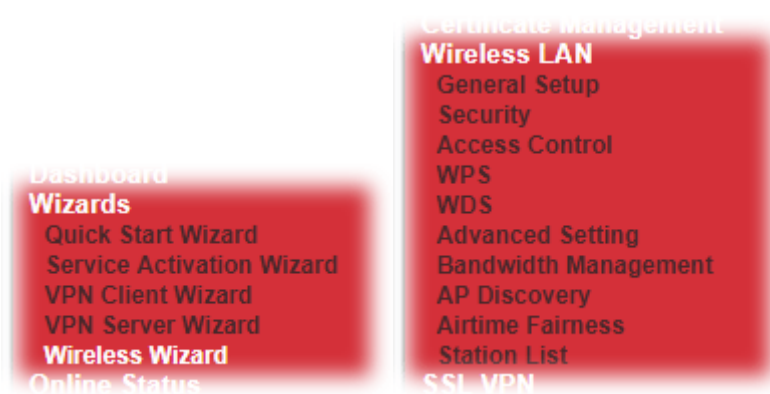 Dashboard
Wizards
Quick Start Wizard
Service Activation Wizard
VPN Client Wizard
VPN Server Wizard
Wireless Wizard
Online Status
Certificate Management
Wireless LAN
General Setup
Security
Access Control
WPS
WDS
Advanced Setting
Bandwidth Management
AP Discovery
Airtime Fairness
Station List
SSL VPN